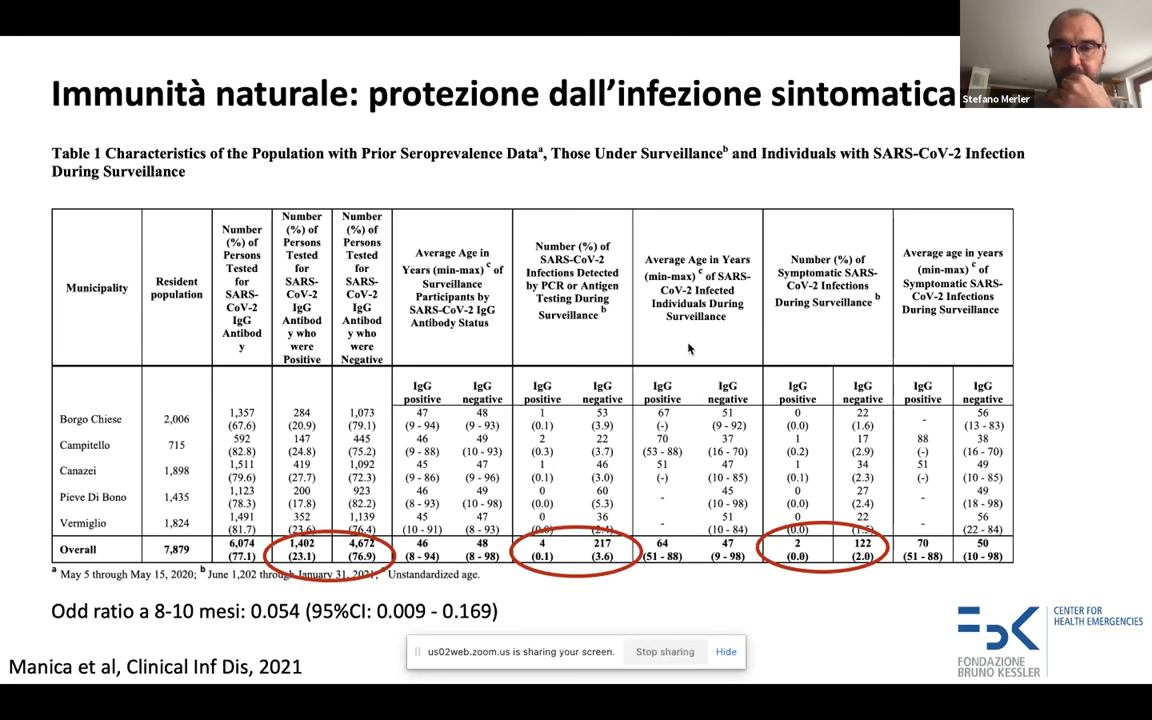 Immunità naturale: protezione dall'infezione sintomatica
Stefano Merler
Table 1 Characteristics of the Population with Prior Seroprevalence Dataᵃ, Those Under Surveillanceᵇ and Individuals with SARS-CoV-2 Infection
During Surveillance
Municipality
Resident
population
Number
(%) of
Persons
Tested
for
SARS-
CoV-2
IgG
Antibod
y
Number
(%) of
Persons
Tested
for
SARS-
CoV-2
IgG
Antibod
y who
were
Positive
Number
(%) of
Persons
Tested
for
SARS-
CoV-2
IgG
Antibod
y who
were
Negative
Average Age in
Years (min-max) ᶜ of
Surveillance
Participants by
SARS-CoV-2 IgG
Antibody Status
Number (%) of
SARS-CoV-2
Infections Detected
by PCR or Antigen
Testing During
Surveillance ᵇ
Average Age in Years
(min-max) ᶜ of SARS-
CoV-2 Infected
Individuals During
Surveillance
Number (%) of
Symptomatic SARS-
CoV-2 Infections
During Surveillance ᵇ
Average age in years
(min-max) ᶜ of
Symptomatic SARS-
CoV-2 Infections
During Surveillance
IgG IgG IgG IgG IgG IgG IgG IgG IgG IgG
positive negative positive negative positive negative positive negative positive negative
Borgo Chiese 2,006 1,357 284 1,073 47 48 1 53 67 51 0 22 - 56
(67.6) (20.9) (79.1) (9 - 94) (9 - 93) (0.1) (3.9) (-) (9 - 92) (0.0) (1.6) (13 - 83)
Campitello 715 592 147 445 46 49 2 22 70 37 1 17 88 38
(82.8) (24.8) (75.2) (9 - 88) (10 - 93) (0.3) (3.7) (53 - 88) (16 - 70) (0.2) (2.9) (-) (16 - 70)
Canazei 1,898 1,511 419 1,092 45 47 1 46 51 47 1 34 51 49
(79.6) (27.7) (72.3) (9 - 86) (9 - 96) (0.1) (3.0) (-) (10 - 85) (0.1) (2.3) (-) (10 - 85)
Pieve Di Bono 1,435 1,123 200 923 46 49 0 60 - 45 0 27 - 49
(78.3) (17.8) (82.2) (8 - 93) (10 - 98) (0.0) (5.3) (10 - 98) (0.0) (2.4) (18 - 98)
Vermiglio 1,824 1,491 352 1,139 45 47 0 36 - 51 0 22 - 56
(81.7) (23.6) (76.4) (10 - 91) (8 - 93) (0.0) (2.4) (10 - 84) (0.0) (1.5) (22 - 84)
Overall 7,879 6,074 1,402 4,672 46 48 4 217 64 47 2 122 70 50
(77.1) (23.1) (76.9) (8 - 94) (8 - 98) (0.1) (3.6) (51 - 88) (9 - 98) (0.0) (2.0) (51 - 88) (10 - 98)
ᵃ May 5 through May 15, 2020; ᵇ June 1,202 through January 31, 2021; Unstandardized age.
Odd ratio a 8-10 mesi: 0.054 (95%CI: 0.009 - 0.169)
us02web.zoom.us is sharing your screen. Stop sharing Hide
Manica et al, Clinical Inf Dis, 2021
FBK
CENTER FOR
HEALTH EMERGENCIES
FONDAZIONE
BRUNO KESSLER